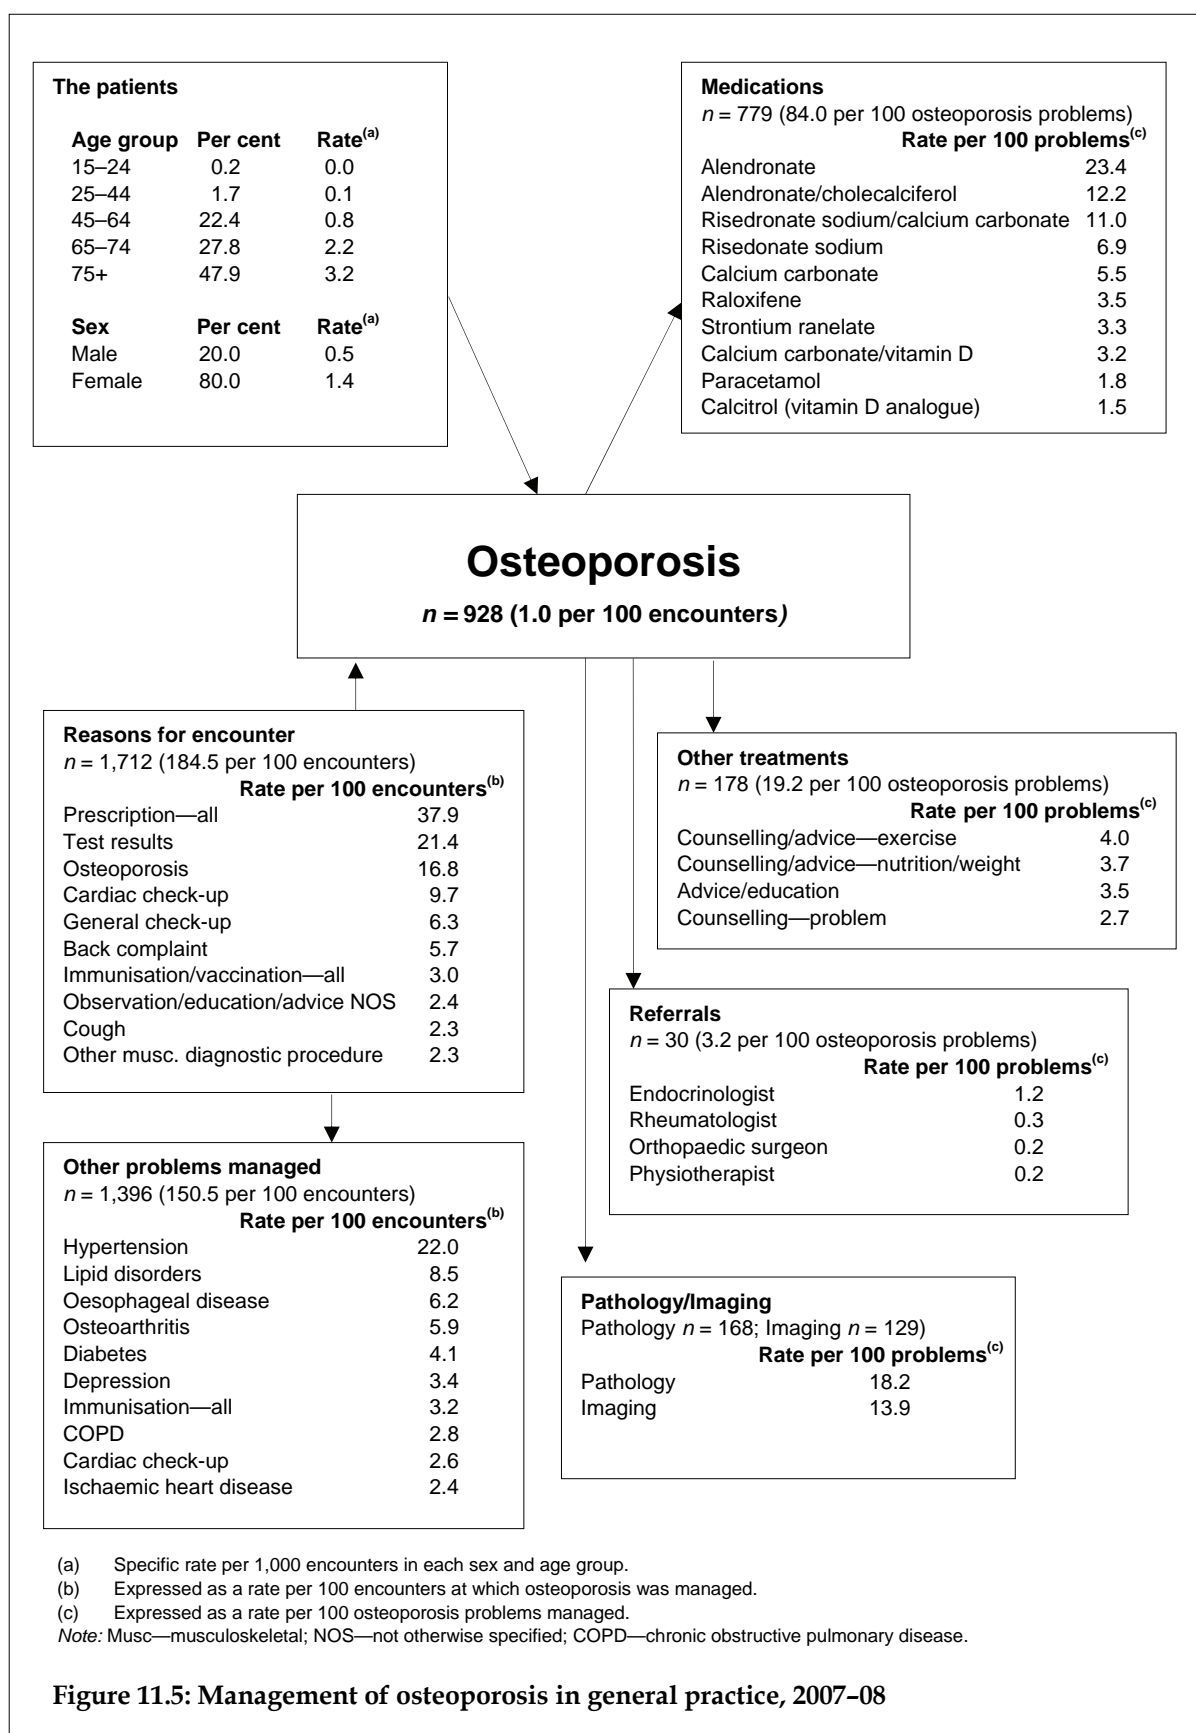 The patients
Age group Per cent Rate(a)
15–24 0.2 0.0
25–44 1.7 0.1
45–64 22.4 0.8
65–74 27.8 2.2
75+ 47.9 3.2
Sex Per cent Rate(a)
Male 20.0 0.5
Female 80.0 1.4
Medications
n = 779 (84.0 per 100 osteoporosis problems)
Rate per 100 problems(c)
Alendronate 23.4
Alendronate/cholecalciferol 12.2
Risedronate sodium/calcium carbonate 11.0
Risedonate sodium 6.9
Calcium carbonate 5.5
Raloxifene 3.5
Strontium ranelate 3.3
Calcium carbonate/vitamin D 3.2
Paracetamol 1.8
Calcitrol (vitamin D analogue) 1.5
Osteoporosis
n = 928 (1.0 per 100 encounters)
Reasons for encounter
n = 1,712 (184.5 per 100 encounters)
Rate per 100 encounters(b)
Prescription—all 37.9
Test results 21.4
Osteoporosis 16.8
Cardiac check-up 9.7
General check-up 6.3
Back complaint 5.7
Immunisation/vaccination—all 3.0
Observation/education/advice NOS 2.4
Cough 2.3
Other musc. diagnostic procedure 2.3
Other treatments
n = 178 (19.2 per 100 osteoporosis problems)
Rate per 100 problems(c)
Counselling/advice—exercise 4.0
Counselling/advice—nutrition/weight 3.7
Advice/education 3.5
Counselling—problem 2.7
Referrals
n = 30 (3.2 per 100 osteoporosis problems)
Rate per 100 problems(c)
Endocrinologist 1.2
Rheumatologist 0.3
Orthopaedic surgeon 0.2
Physiotherapist 0.2
Other problems managed
n = 1,396 (150.5 per 100 encounters)
Rate per 100 encounters(b)
Hypertension 22.0
Lipid disorders 8.5
Oesophageal disease 6.2
Osteoarthritis 5.9
Diabetes 4.1
Depression 3.4
Immunisation—all 3.2
COPD 2.8
Cardiac check-up 2.6
Ischaemic heart disease 2.4
Pathology/Imaging
Pathology n = 168; Imaging n = 129)
Rate per 100 problems(c)
Pathology 18.2
Imaging 13.9
(a) Specific rate per 1,000 encounters in each sex and age group.
(b) Expressed as a rate per 100 encounters at which osteoporosis was managed.
(c) Expressed as a rate per 100 osteoporosis problems managed.
Note: Musc—musculoskeletal; NOS—not otherwise specified; COPD—chronic obstructive pulmonary disease.
Figure 11.5: Management of osteoporosis in general practice, 2007–08